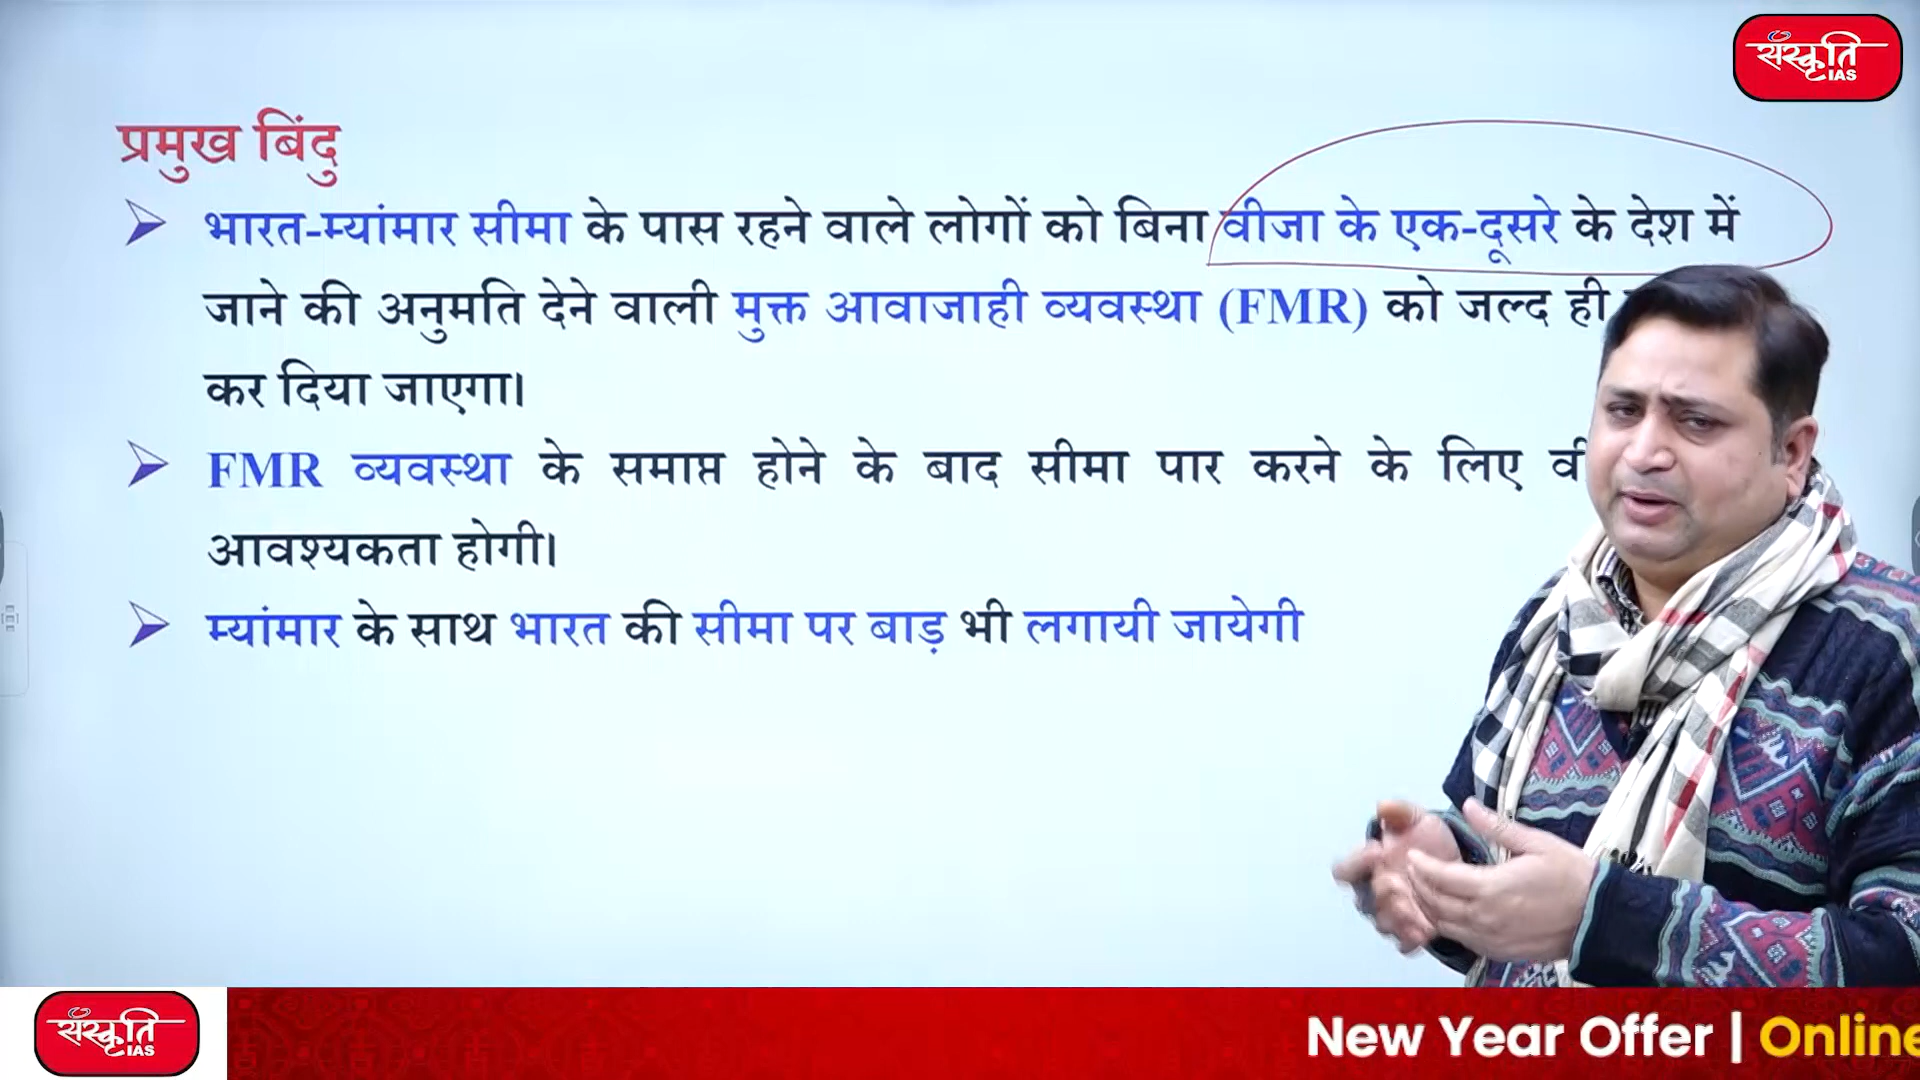 संस्कृति
IAS
प्रमुख बिंदु
भारत-म्यांमार सीमा के पास रहने वाले लोगों को बिना वीजा के एक-दूसरे के देश में
जाने की अनुमति देने वाली मुक्त आवाजाही व्यवस्था (FMR) को जल्द ही
कर दिया जाएगा।
FMR व्यवस्था के समाप्त होने के बाद सीमा पार करने के लिए
आवश्यकता होगी।
म्यांमार के साथ भारत की सीमा पर बाड़ भी लगायी जायेगी
संस्कृति
IAS
New Year Offer | Online